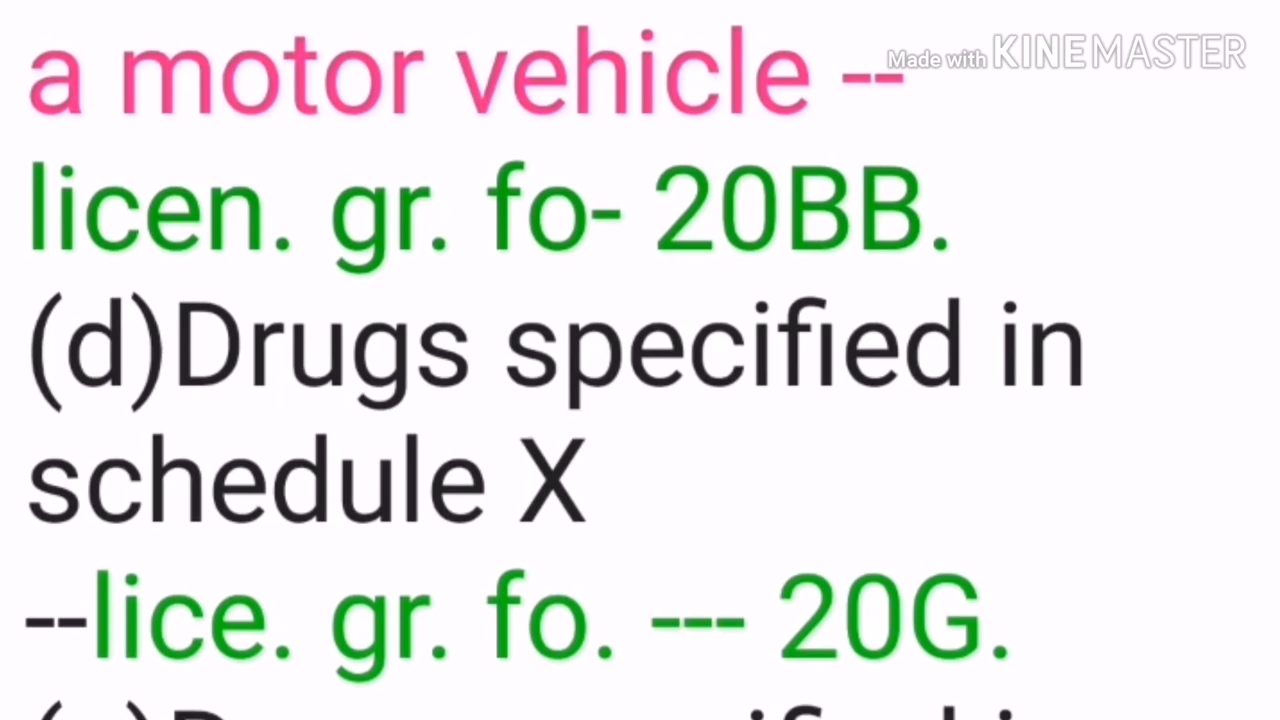 a motor vehicle --
Made with KINEMASTER
licen. gr. fo- 20BB.
(d)Drugs specified in
schedule X
--lice. gr. fo. --- 20G.